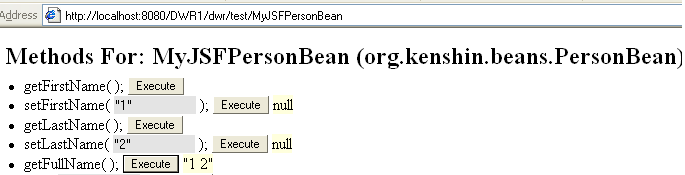 Address http://localhost:8080/DWR1/dwr/test/MyJSFPersonBean
Methods For: MyJSFPersonBean (org.kenshin.beans.PersonBean)
• getFirstName( ); Execute
• setFirstName( "1" ); Execute null
• getLastName( ); Execute
• setLastName( "2" ); Execute null
• getFullName( ); Execute "1 2"